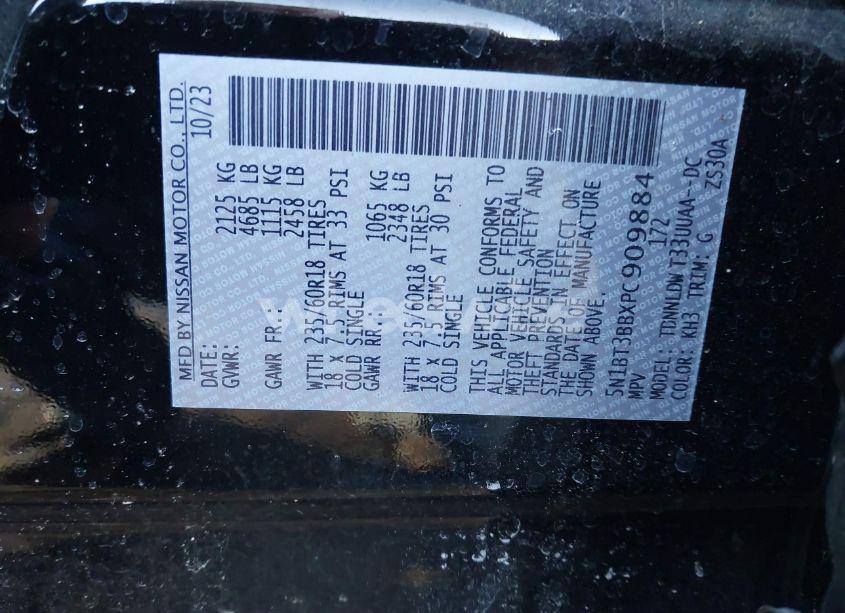 MFD BY NISSAN MOTOR CO., LTD.
DATE: 10/23
GVWR: 2125 KG
4685 LB
GAWR FR.: 1115 KG
2458 LB
WITH 235/60R18 TIRES
18 X 7.5 RIMS AT 33 PSI
COLD SINGLE
GAWR RR.: 1065 KG
2348 LB
WITH 235/60R18 TIRES
18 X 7.5 RIMS AT 30 PSI
COLD SINGLE
THIS VEHICLE CONFORMS TO
ALL APPLICABLE FEDERAL
MOTOR VEHICLE SAFETY AND
THEFT PREVENTION
STANDARDS IN EFFECT ON
THE DATE OF MANUFACTURE
SHOWN ABOVE.
5N1BT3BBXPC909884
MPV 172
MODEL: TDNNLDW T33UUAA--DC
COLOR: KH3 TRIM: G ZS30A